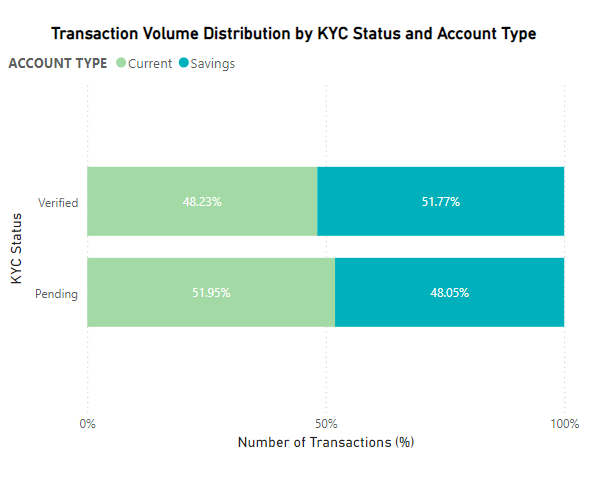 Transaction Volume Distribution by KYC Status and Account Type
ACCOUNT TYPE Current Savings
KYC Status
Verified 48.23% 51.77%
Pending 51.95% 48.05%
0% 50% 100%
Number of Transactions (%)